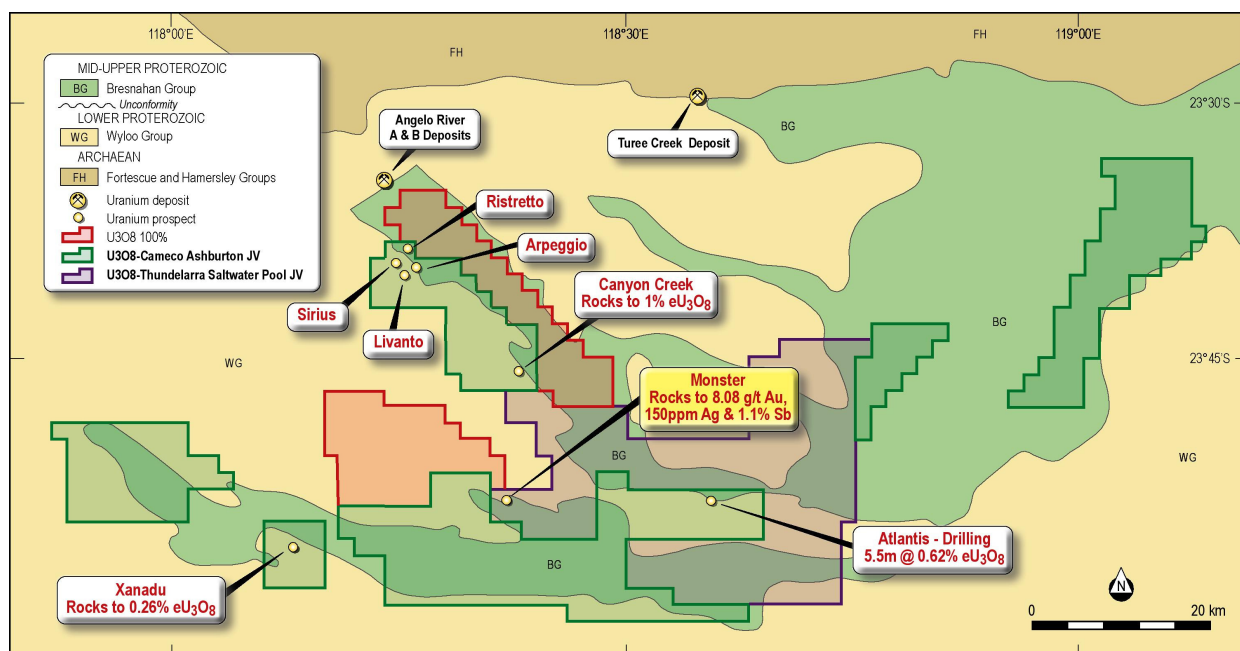 118°00'E
118°30'E
119°00'E
FH
FH
MID-UPPER PROTEROZOIC
BG Bresnahan Group
Unconformity
LOWER PROTEROZOIC
WG Wyloo Group
ARCHAEAN
FH Fortescue and Hamersley Groups
Uranium deposit
Uranium prospect
U3O8 100%
U3O8-Cameco Ashburton JV
U3O8-Thundelarra Saltwater Pool JV
23°30'S
Angelo River
A & B Deposits
Turee Creek Deposit
BG
Ristretto
Arpeggio
Sirius
Livanto
Canyon Creek
Rocks to 1% eU3O8
BG
WG
23°45'S
Monster
Rocks to 8.08 g/t Au,
150ppm Ag & 1.1% Sb
BG
WG
Atlantis - Drilling
5.5m @ 0.62% eU3O8
BG
Xanadu
Rocks to 0.26% eU3O8
N
0
20 km